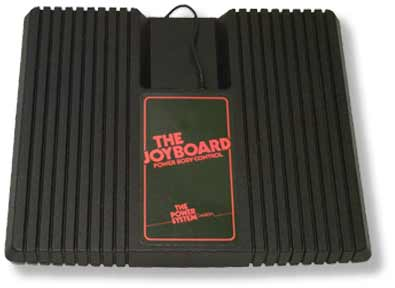 THE
JOYBOARD
POWER BODY CONTROL
THE
POWER
SYSTEM